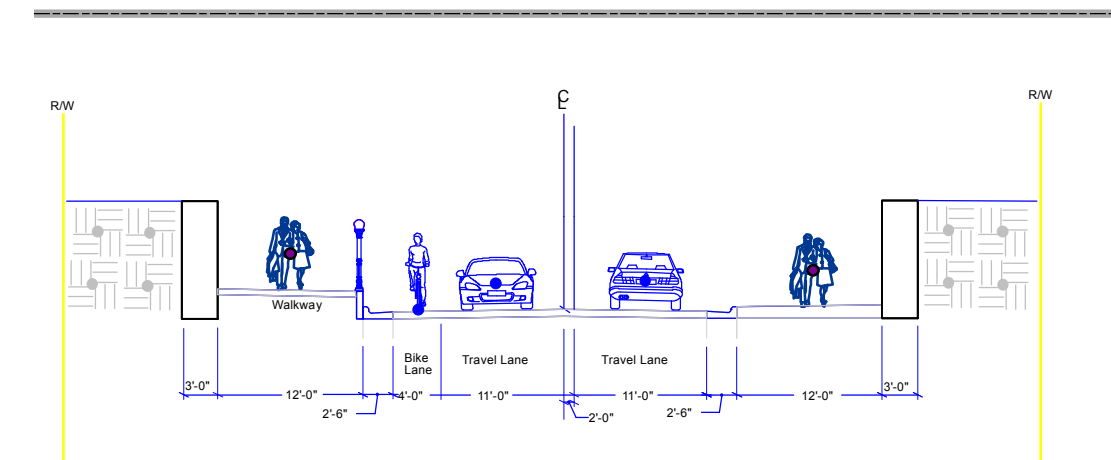 R/W
CL
R/W
Walkway
Bike
Lane
Travel Lane
Travel Lane
3'-0"
12'-0"
2'-6"
4'-0"
11'-0"
2'-0"
11'-0"
2'-6"
12'-0"
3'-0"